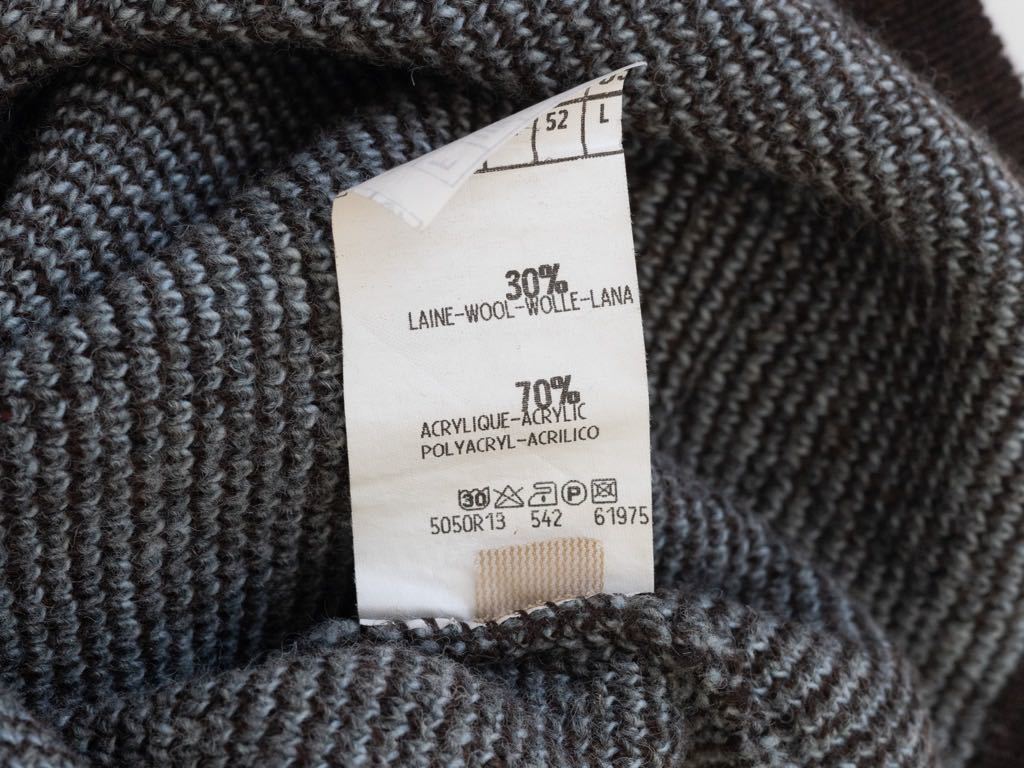 52 L
30%
LAINE-WOOL-WOLLE-LANA
70%
ACRYLIQUE-ACRYLIC
POLYACRYL-ACRILICO
30 P
5050R13 542 61975